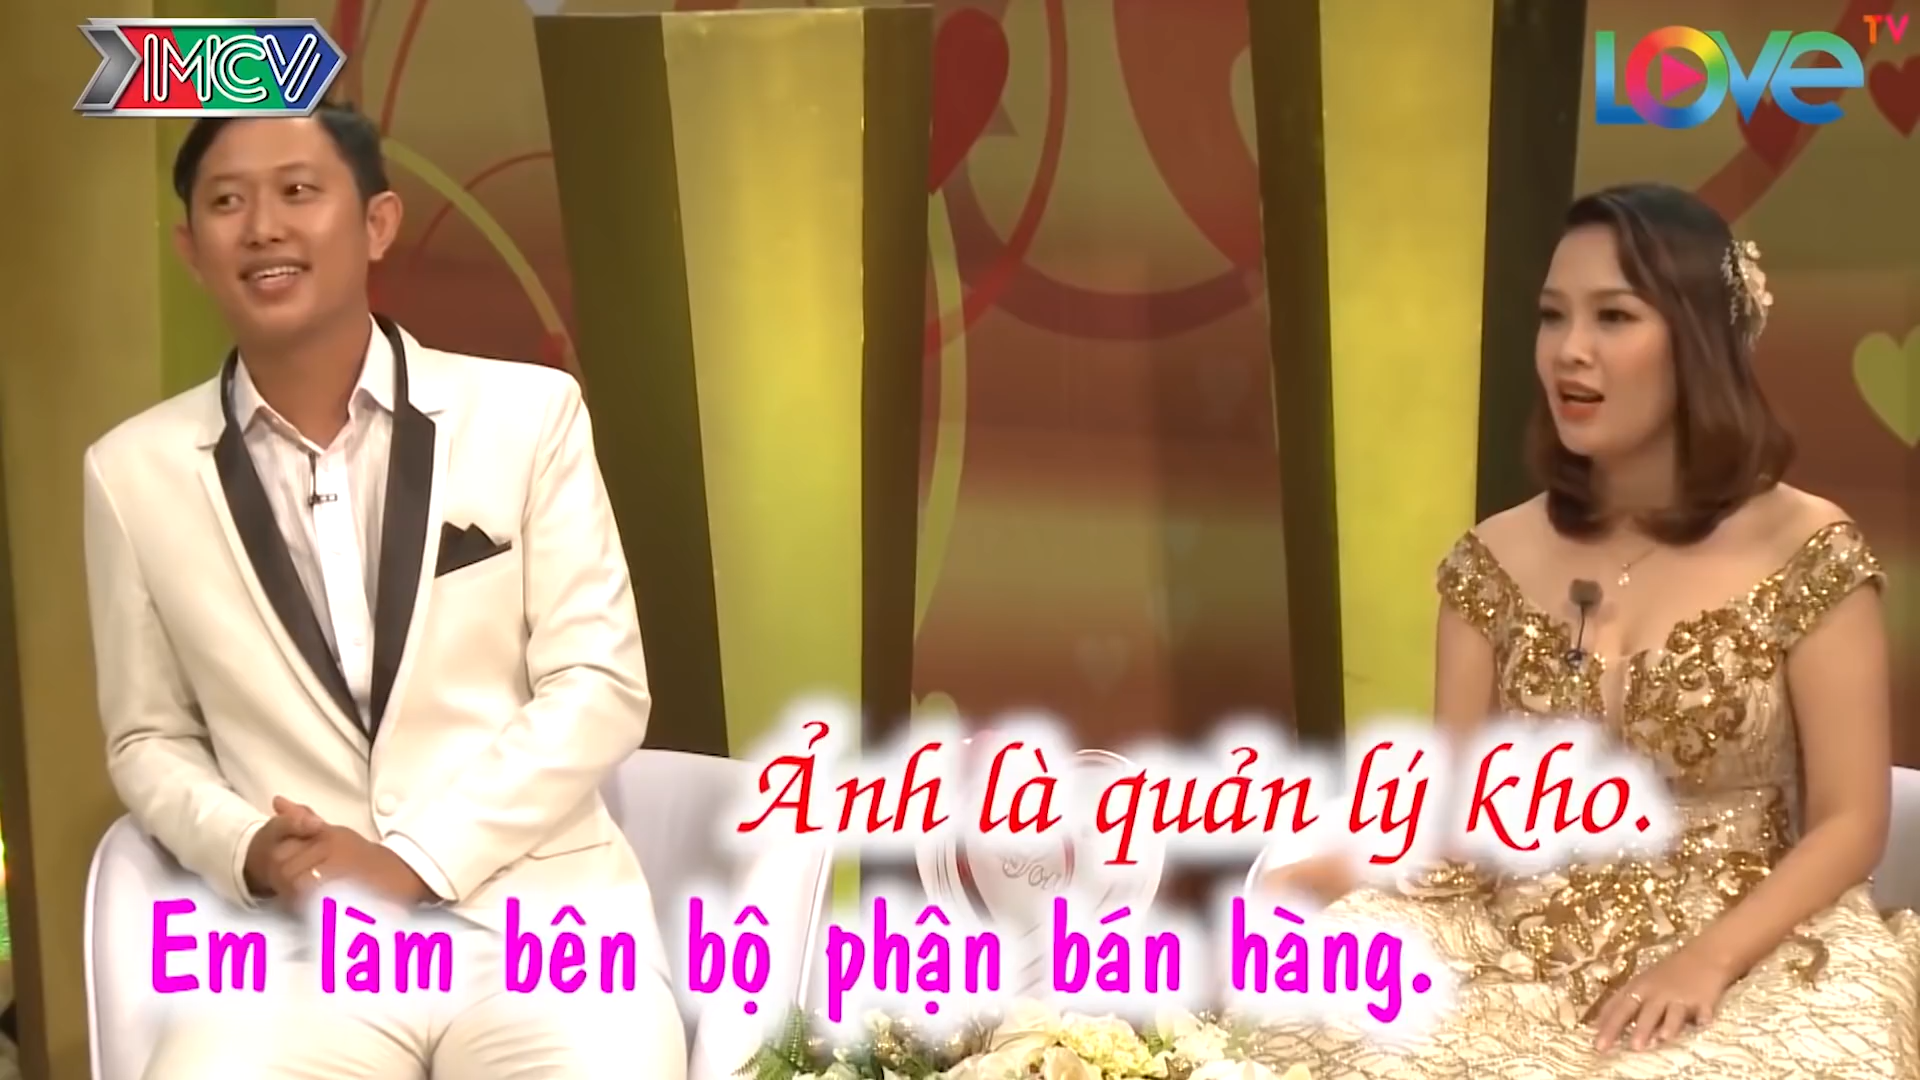 MCV
LOVE TV
Ảnh là quản lý kho.
Em làm bên bộ phận bán hàng.